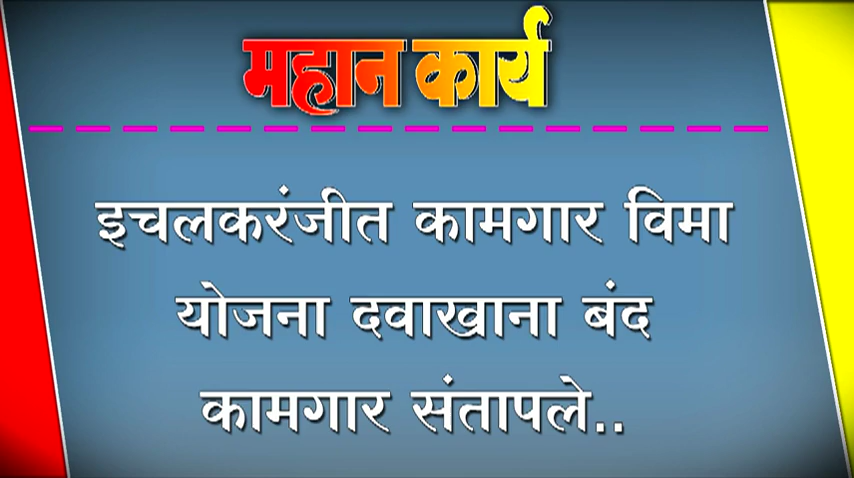 महान कार्य
इचलकरंजीत कामगार विमा
योजना दवाखाना बंद
कामगार संतापले..